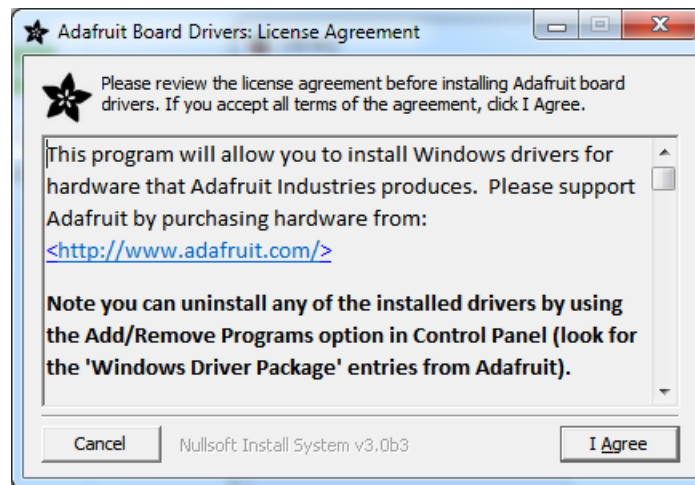 Adafruit Board Drivers: License Agreement
Please review the license agreement before installing Adafruit board
drivers. If you accept all terms of the agreement, click I Agree.
This program will allow you to install Windows drivers for
hardware that Adafruit Industries produces.  Please support
Adafruit by purchasing hardware from:
<http://www.adafruit.com/>
Note you can uninstall any of the installed drivers by using
the Add/Remove Programs option in Control Panel (look for
the 'Windows Driver Package' entries from Adafruit).
Cancel Nullsoft Install System v3.0b3 I Agree